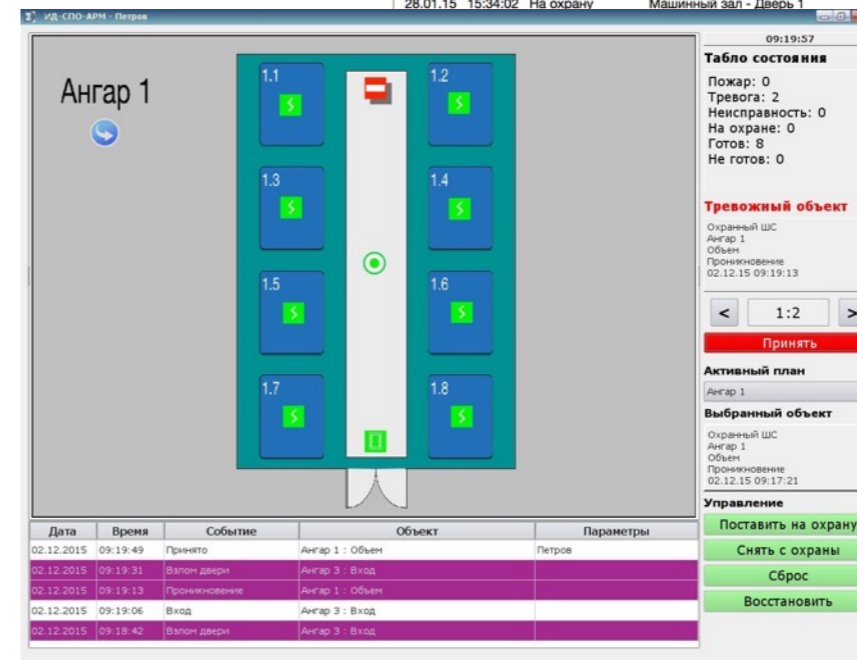 28.01.15 15:34:02 На охрану Машинный зал - Дверь 1
ИД-СПО-АРМ - Петров
09:19:57
Табло состояния
Пожар: 0
Тревога: 2
Неисправность: 0
На охране: 0
Готов: 8
Не готов: 0
Тревожный объект
Охранный ШС
Ангар 1
Объем
Проникновение
02.12.15 09:19:13
< 1:2 >
Принять
Активный план
Ангар 1
Выбранный объект
Охранный ШС
Ангар 1
Объем
Проникновение
02.12.15 09:17:21
Управление
Поставить на охрану
Снять с охраны
Сброс
Восстановить
Ангар 1
1.1 1.2
1.3 1.4
1.5 1.6
1.7 1.8
Дата Время Событие Объект Параметры
02.12.2015 09:19:49 Принято Ангар 1 : Объем Петров
02.12.2015 09:19:31 Взлом двери Ангар 3 : Вход
02.12.2015 09:19:13 Проникновение Ангар 1 : Объем
02.12.2015 09:19:06 Вход Ангар 3 : Вход
02.12.2015 09:18:42 Взлом двери Ангар 3 : Вход